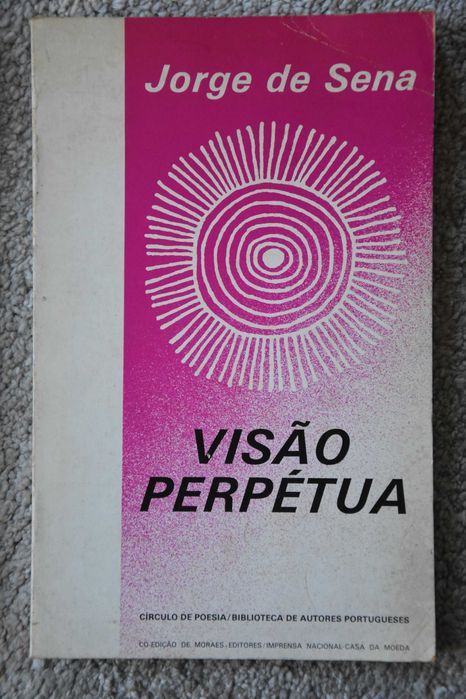 Jorge de Sena
VISÃO
PERPÉTUA
CÍRCULO DE POESIA/BIBLIOTECA DE AUTORES PORTUGUESES
CO-EDIÇÃO DE MORAES EDITORES/IMPRENSA NACIONAL-CASA DA MOEDA